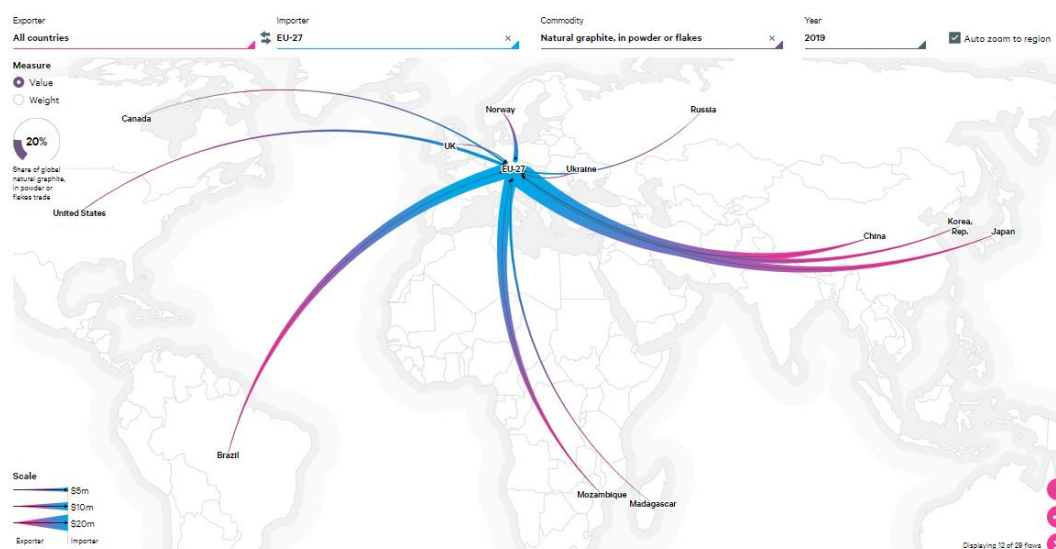 Exporter
All countries
Importer
EU-27 ×
Commodity
Natural graphite, in powder or flakes ×
Year
2019
Auto zoom to region
Measure
Value
Weight
20%
Share of global
natural graphite,
in powder or
flakes trade
Canada
Norway
Russia
UK
EU-27
Ukraine
United States
China
Korea,
Rep.
Japan
Brazil
Mozambique
Madagascar
Scale
$5m
$10m
$20m
Exporter Importer
Displaying 12 of 29 flows